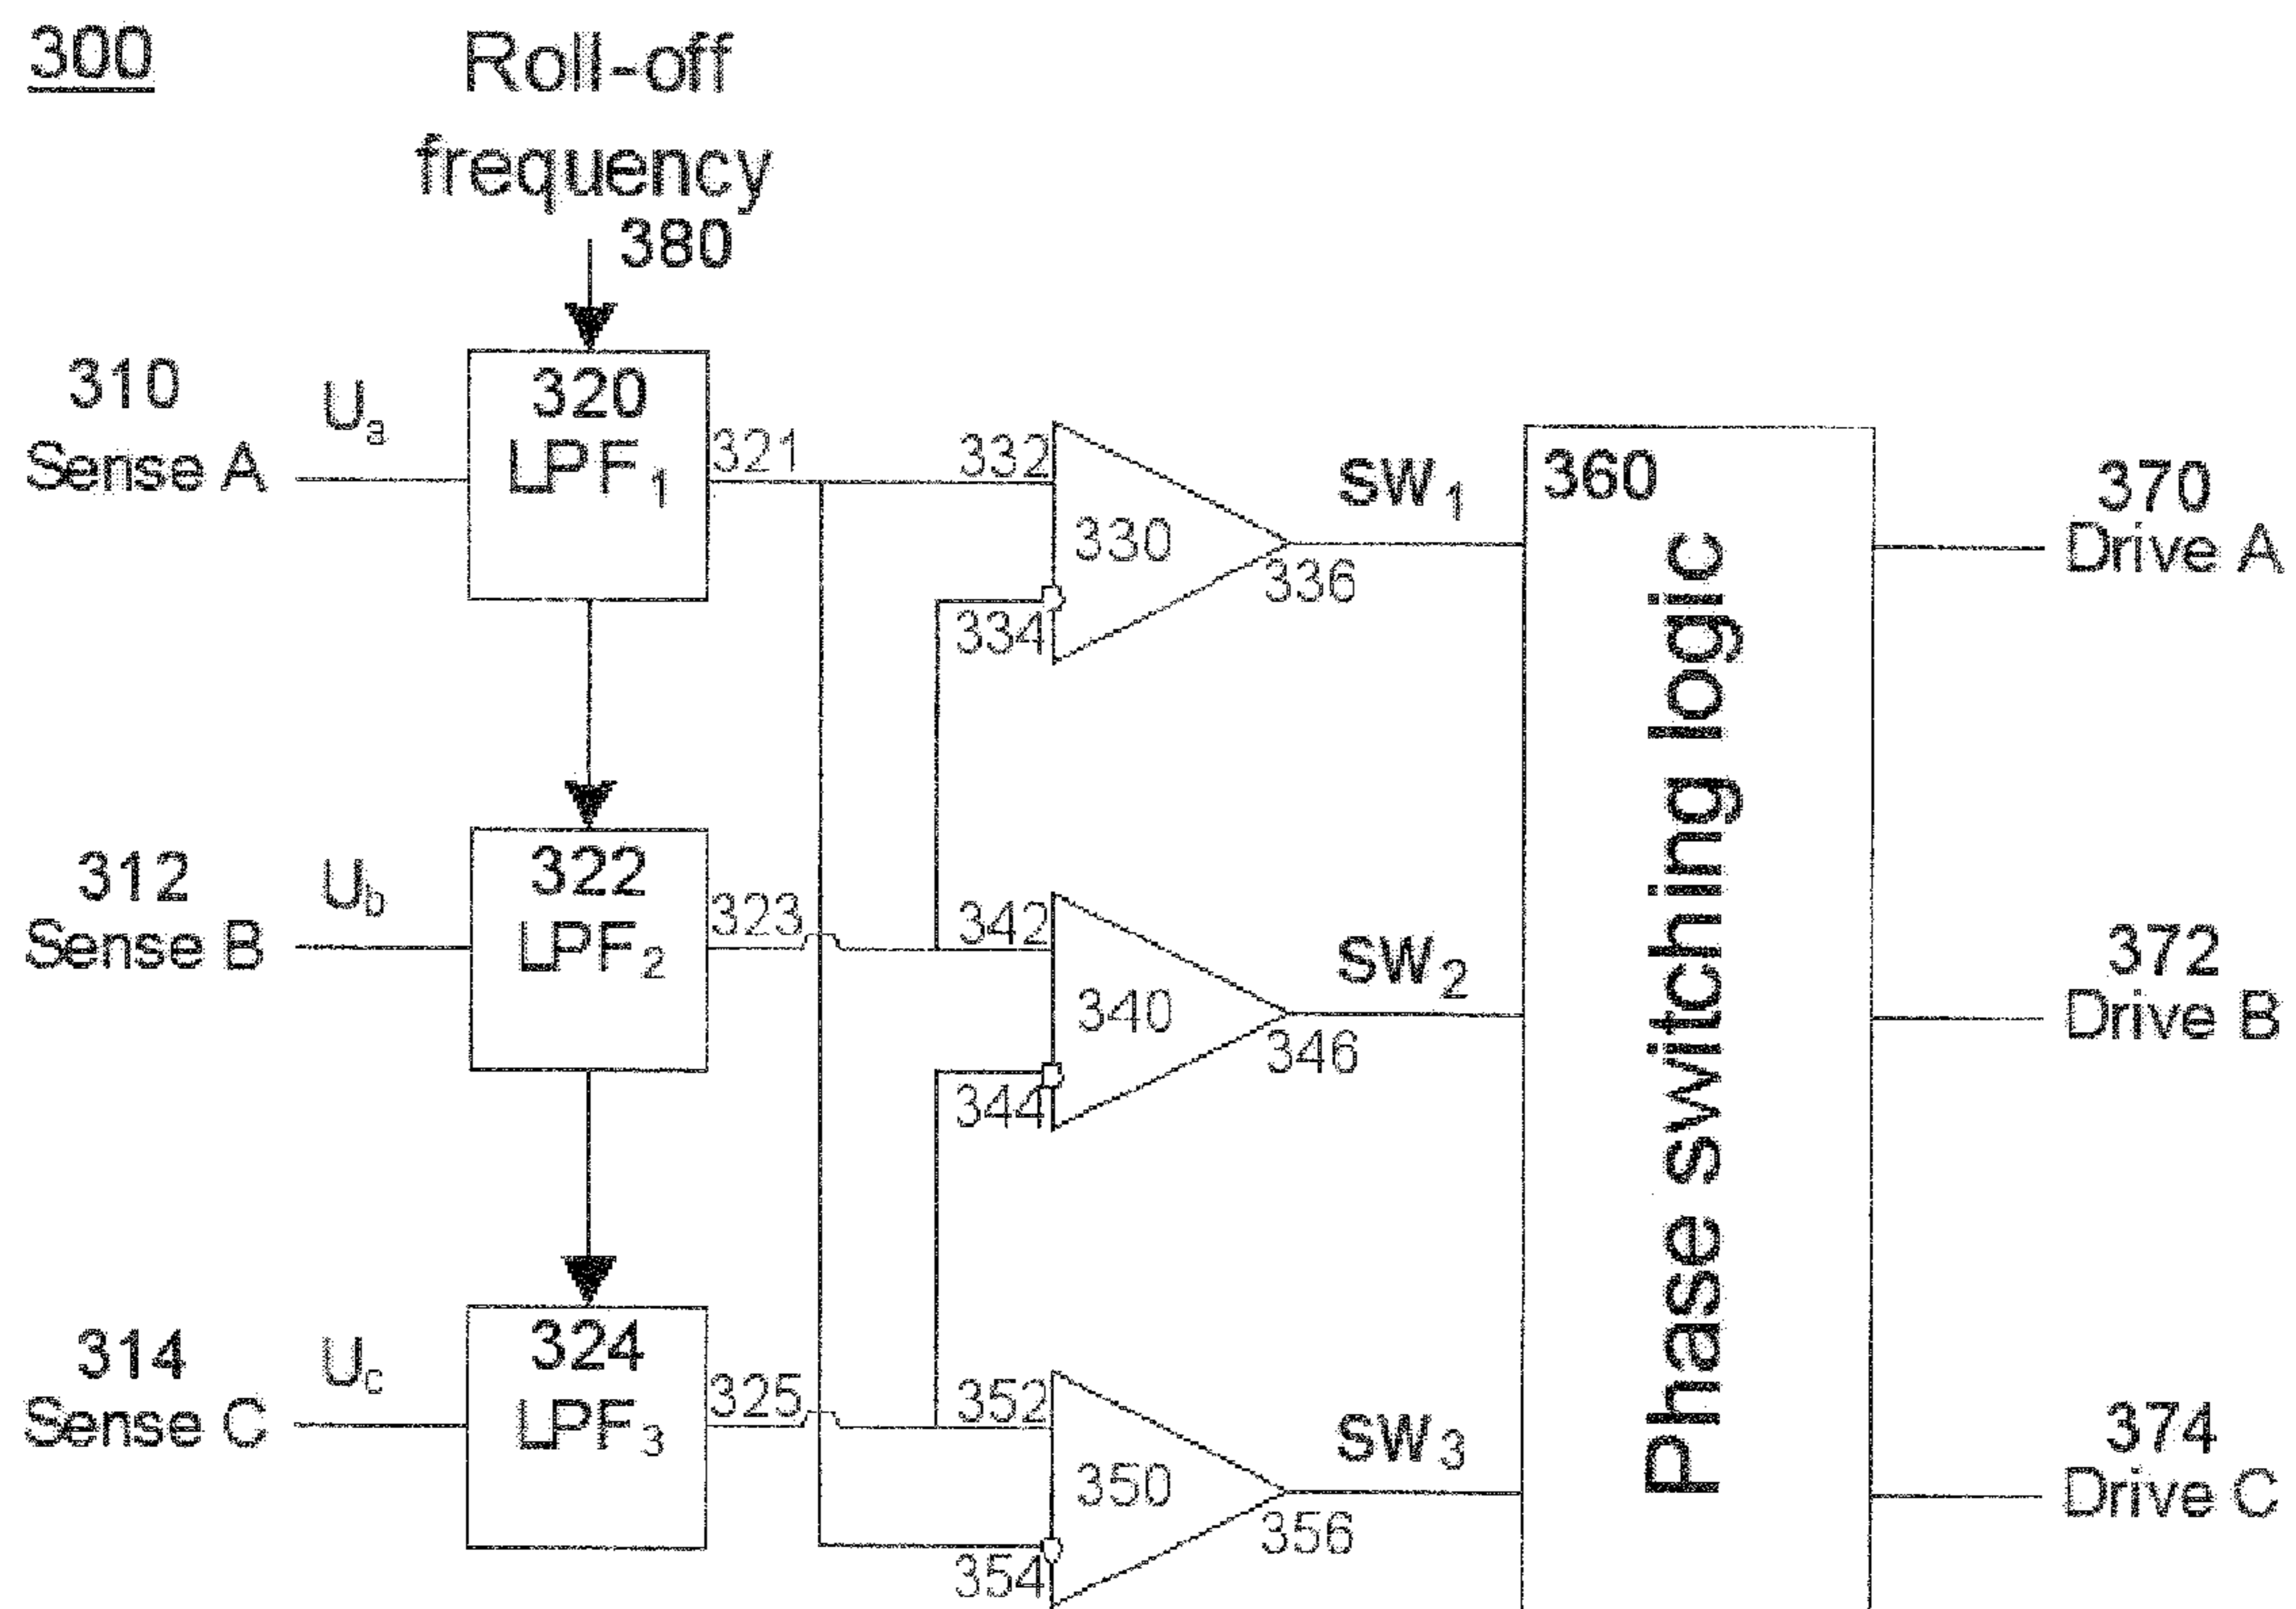 300
Roll-off
frequency
380
310
Sense A
Uₐ
320
LPF₁
321
332
330
334
336
SW₁
360
Phase switching logic
370
Drive A
312
Sense B
U_b
322
LPF₂
323
342
340
344
346
SW₂
372
Drive B
314
Sense C
U_c
324
LPF₃
325
352
350
354
356
SW₃
374
Drive C